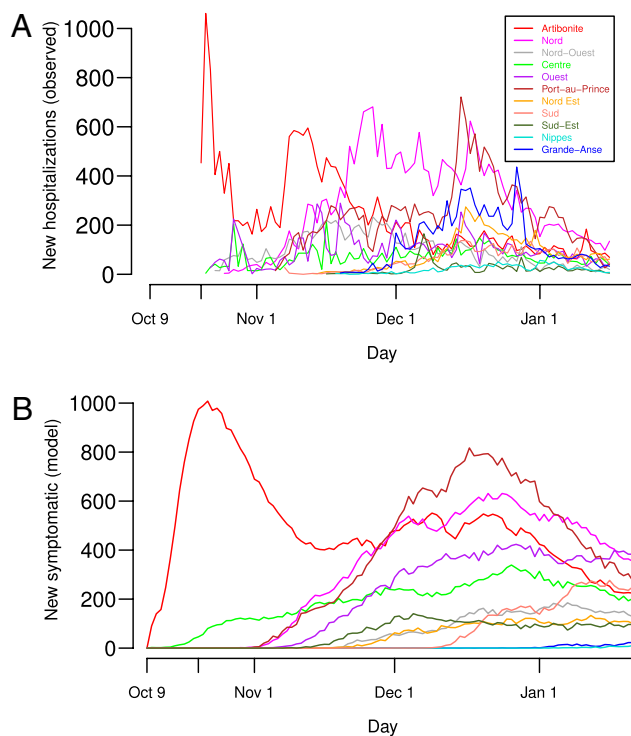 A
New hospitalizations (observed)
1000
800
600
400
200
0
Artibonite
Nord
Nord-Ouest
Centre
Ouest
Port-au-Prince
Nord Est
Sud
Sud-Est
Nippes
Grande-Anse
Oct 9
Nov 1
Dec 1
Jan 1
Day
B
New symptomatic (model)
1000
800
600
400
200
0
Oct 9
Nov 1
Dec 1
Jan 1
Day